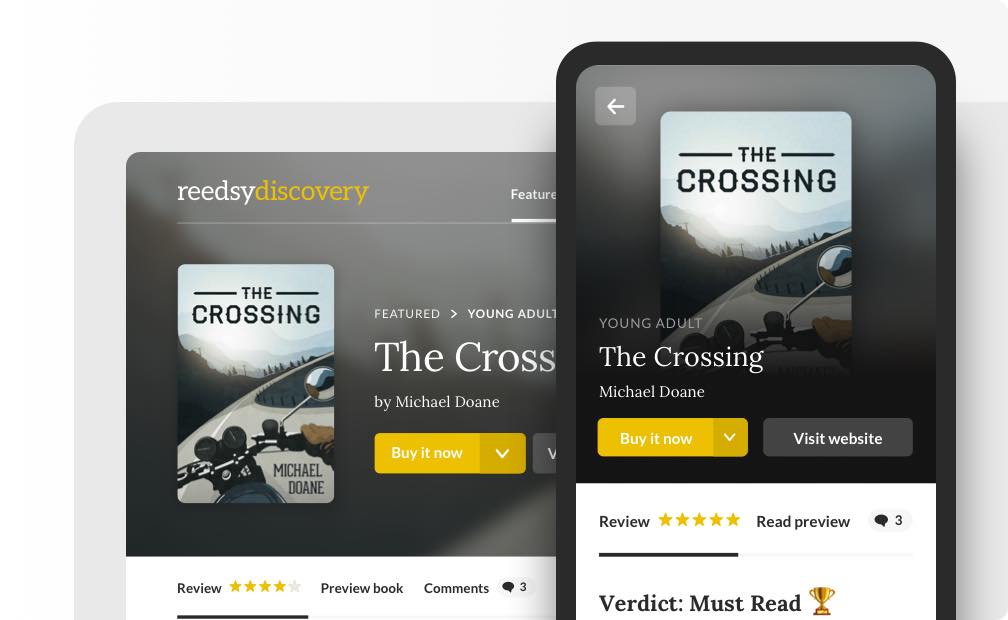 reedsydiscovery
Feature
THE
CROSSING
MICHAEL
DOANE
FEATURED > YOUNG ADULT
The Cross
by Michael Doane
Buy it now
V
Review
Preview book
Comments
3
THE
CROSSING
YOUNG ADULT
The Crossing
Michael Doane
Buy it now
Visit website
Review
Read preview
3
Verdict: Must Read 🏆